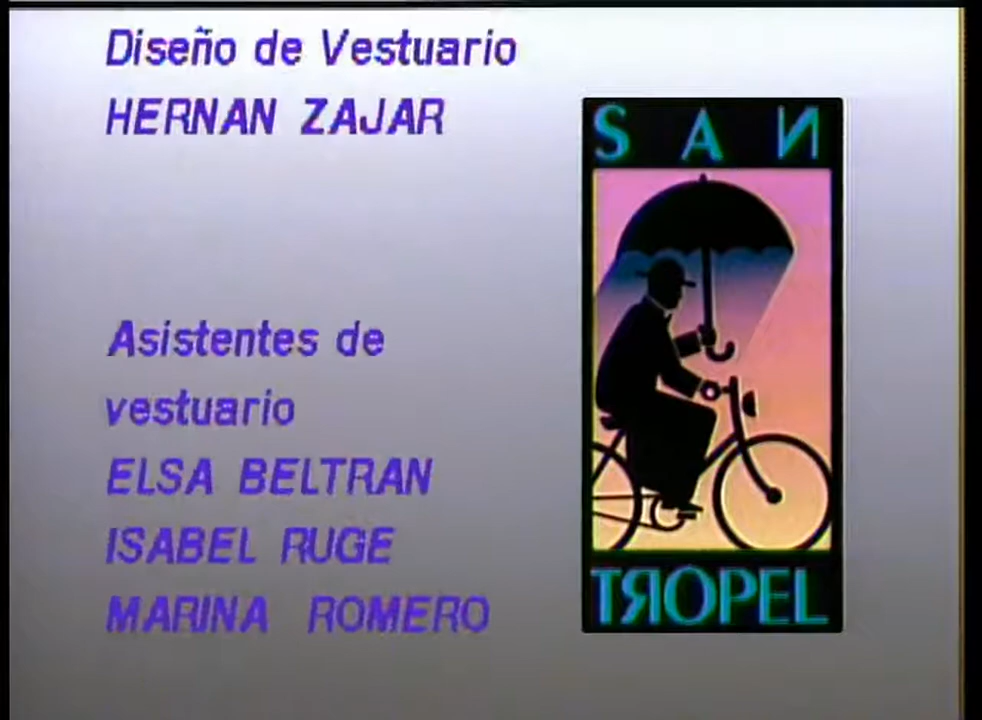 Diseño de Vestuario
HERNAN ZAJAR
Asistentes de
vestuario
ELSA BELTRAN
ISABEL RUGE
MARINA ROMERO
SAN
TROPEL